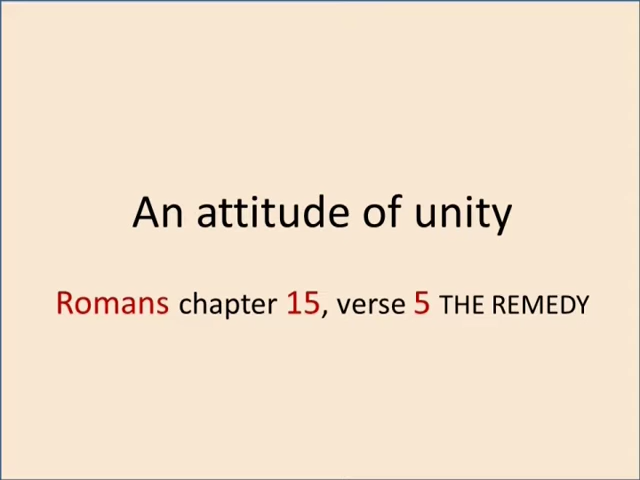 An attitude of unity
Romans chapter 15, verse 5 THE REMEDY